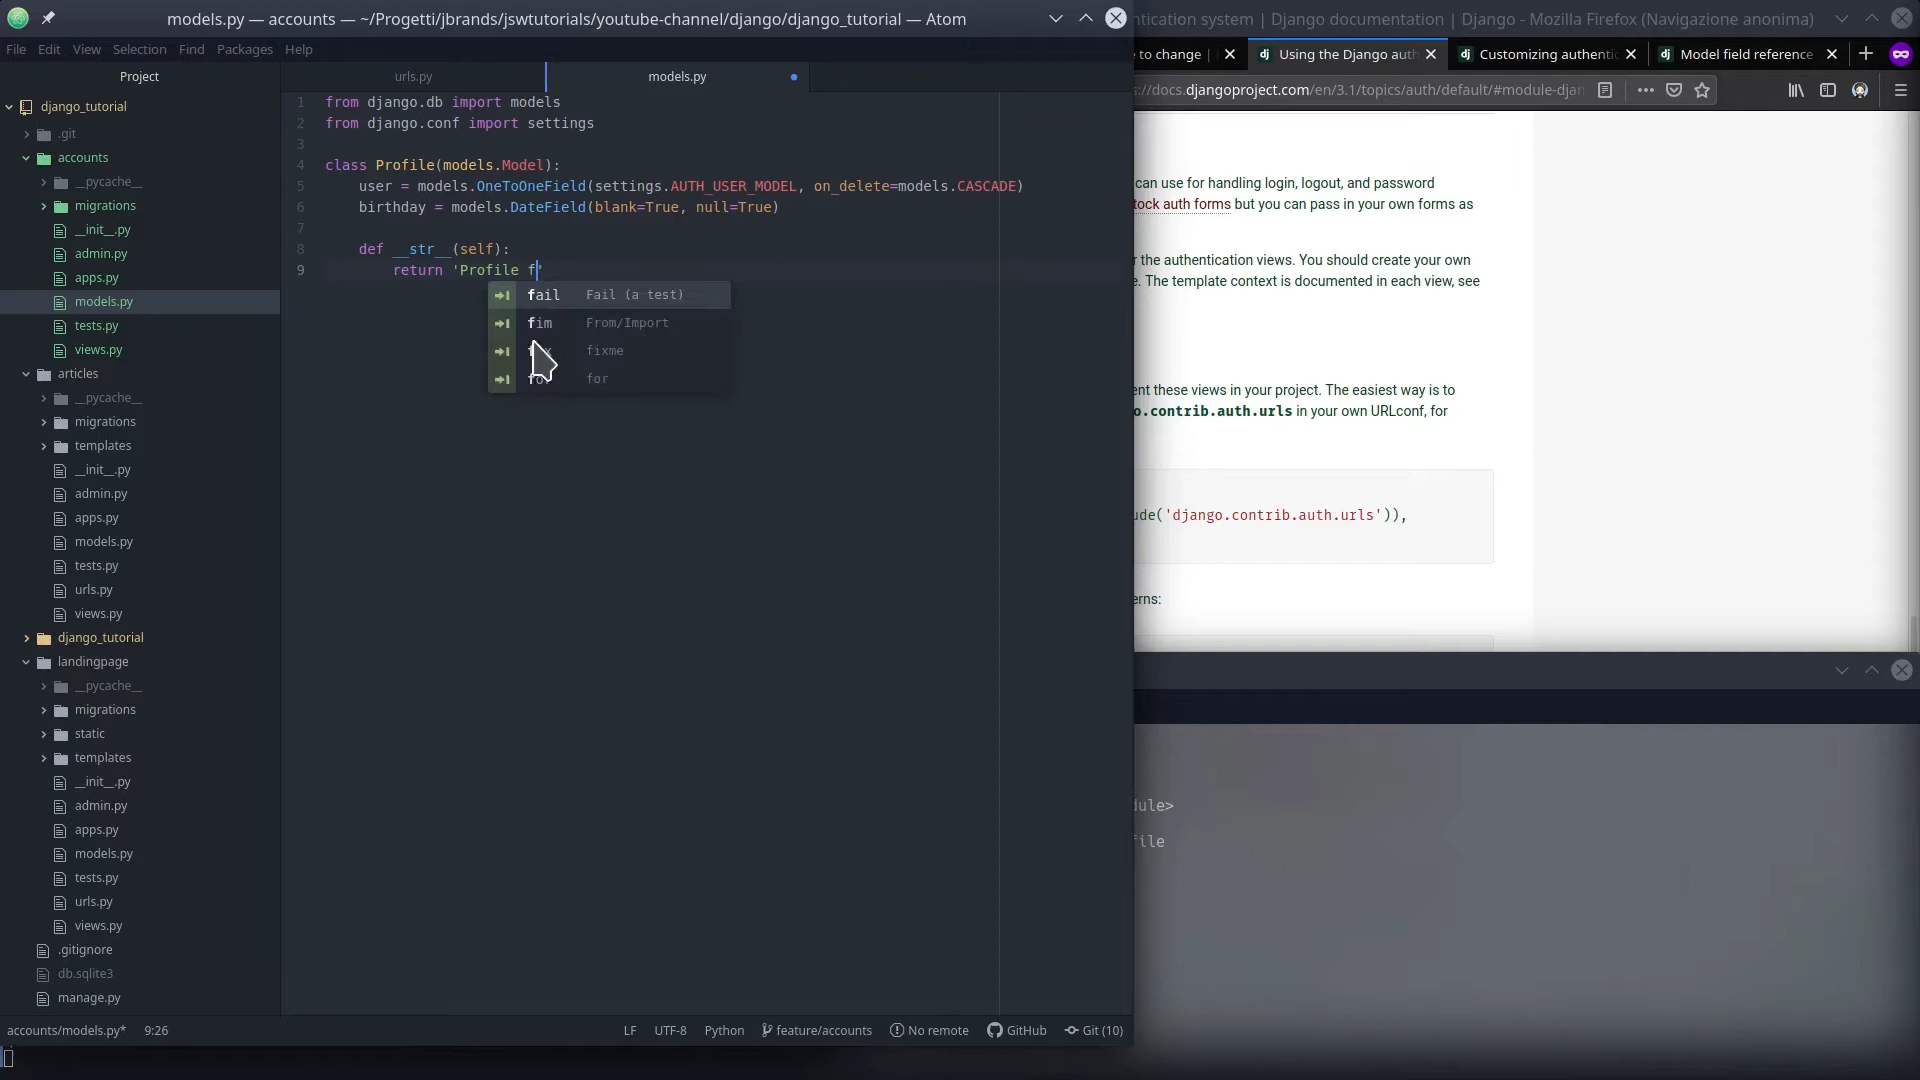 models.py — accounts — ~/Progetti/jbrands/jswtutorials/youtube-channel/django/django_tutorial — Atom
File Edit View Selection Find Packages Help
Project
django_tutorial
.git
accounts
__pycache__
migrations
__init__.py
admin.py
apps.py
models.py
tests.py
views.py
articles
__pycache__
migrations
templates
__init__.py
admin.py
apps.py
models.py
tests.py
urls.py
views.py
django_tutorial
landingpage
__pycache__
migrations
static
templates
__init__.py
admin.py
apps.py
models.py
tests.py
urls.py
views.py
.gitignore
db.sqlite3
manage.py
urls.py models.py
1 from django.db import models
2 from django.conf import settings
3
4 class Profile(models.Model):
5 user = models.OneToOneField(settings.AUTH_USER_MODEL, on_delete=models.CASCADE)
6 birthday = models.DateField(blank=True, null=True)
7
8 def __str__(self):
9 return 'Profile f'
fail Fail (a test)
fim From/Import
fixme
for for
accounts/models.py* 9:26 LF UTF-8 Python feature/accounts No remote GitHub Git (10)
system | Django documentation | Django - Mozilla Firefox (Navigazione anonima)
to change | Using the Django aut Customizing authentic Model field reference
://docs.djangoproject.com/en/3.1/topics/auth/default/#module-djan
can use for handling login, logout, and password
auth forms but you can pass in your own forms as
the authentication views. You should create your own
The template context is documented in each view, see
these views in your project. The easiest way is to
o.contrib.auth.urls in your own URLconf, for
ude('django.contrib.auth.urls')),
erns:
dule>
file